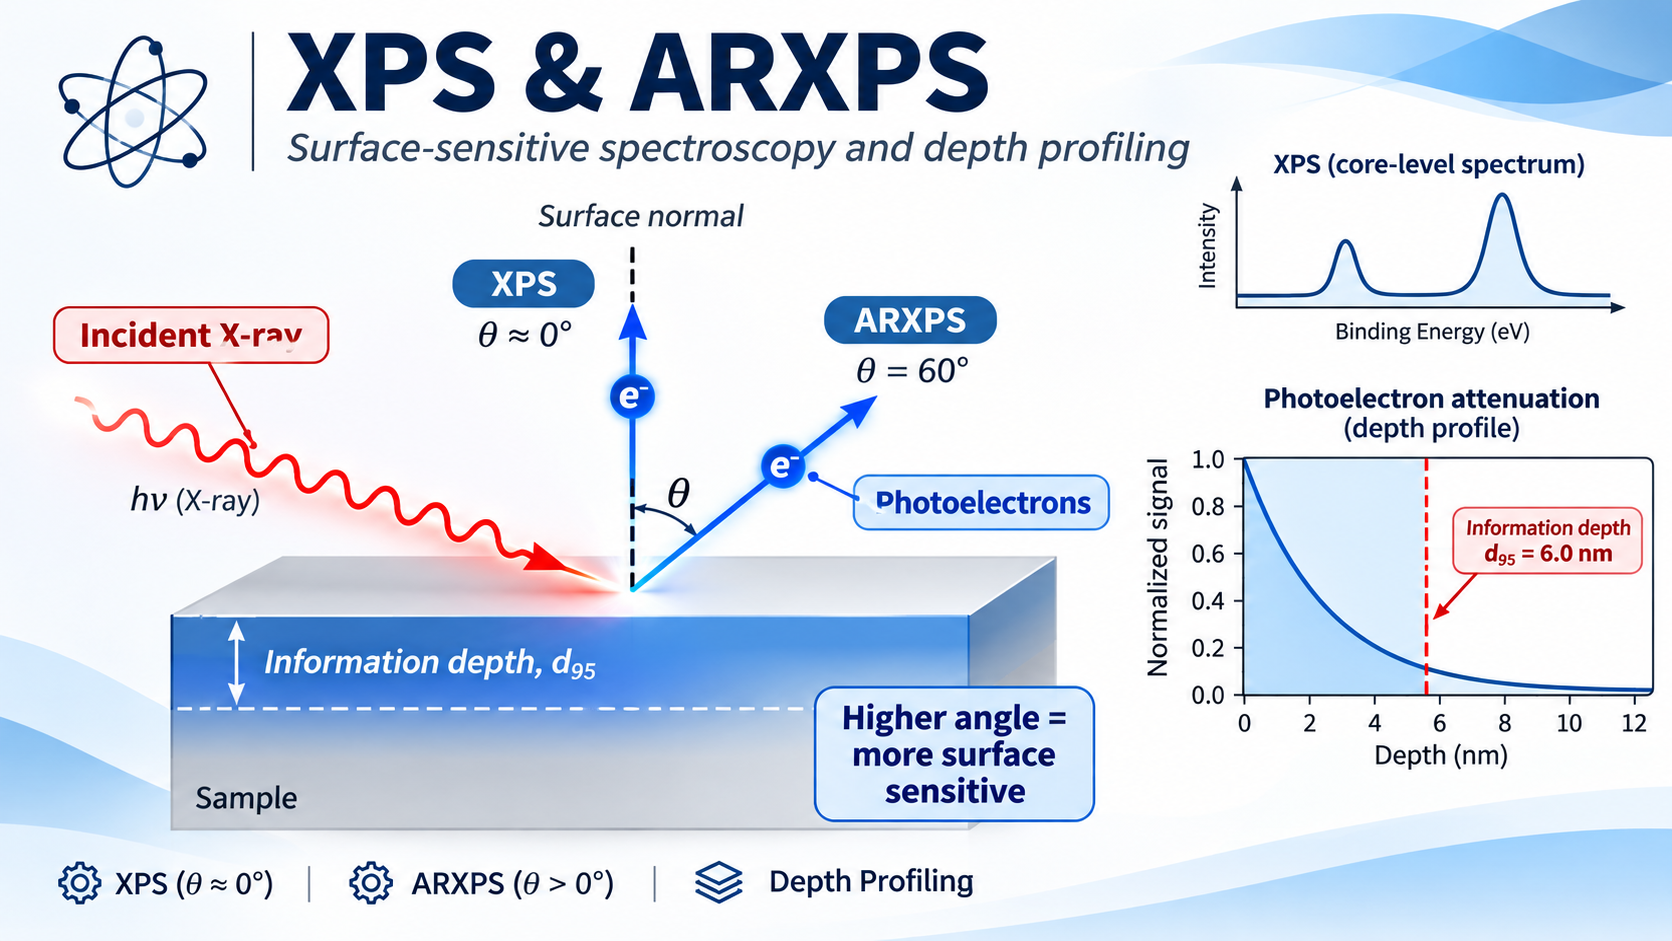 XPS & ARXPS
Surface-sensitive spectroscopy and depth profiling
Surface normal
XPS
θ ≈ 0°
ARXPS
θ = 60°
Incident X-ray
hν (X-ray)
e⁻
e⁻
θ
Photoelectrons
Information depth, d₉₅
Sample
Higher angle =
more surface
sensitive
XPS (core-level spectrum)
Intensity
Binding Energy (eV)
Photoelectron attenuation
(depth profile)
Normalized signal
1.0
0.8
0.6
0.4
0.2
0.0
Information depth
d₉₅ = 6.0 nm
0 2 4 6 8 10 12
Depth (nm)
XPS (θ ≈ 0°)
ARXPS (θ > 0°)
Depth Profiling